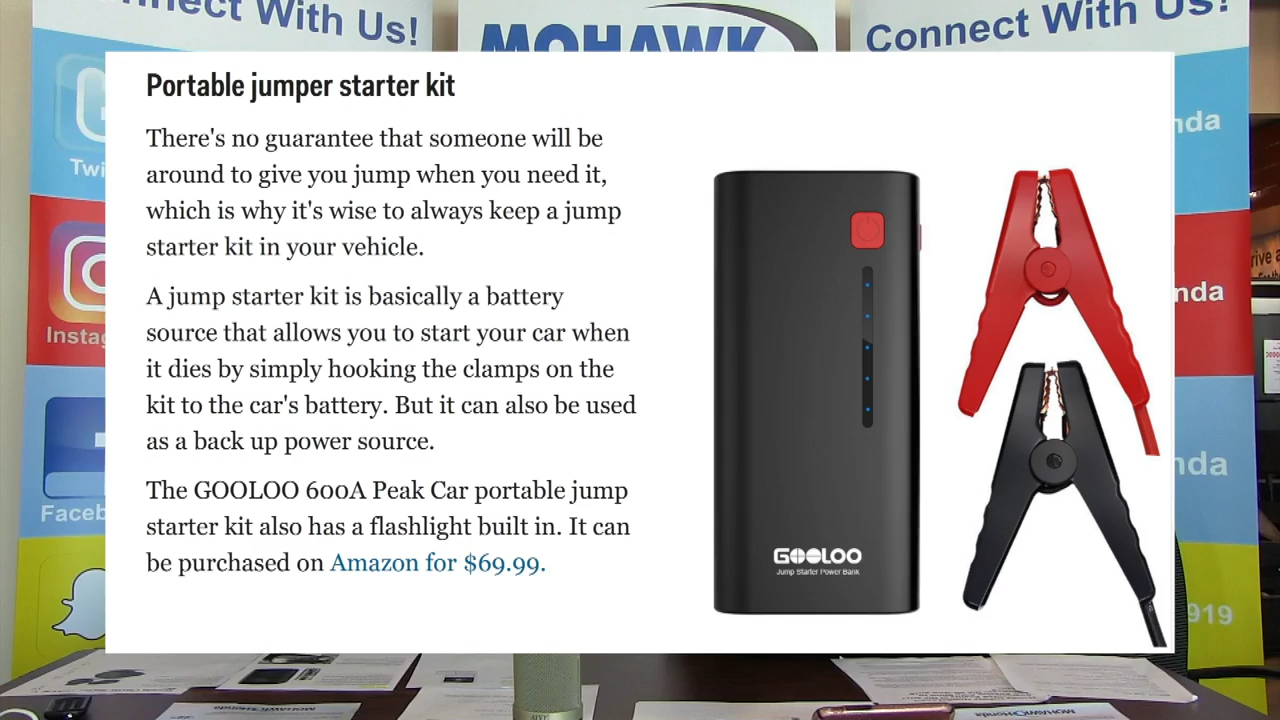 Connect With Us!
MOHAWK
Connect With Us!
Portable jumper starter kit
There's no guarantee that someone will be
around to give you jump when you need it,
which is why it's wise to always keep a jump
starter kit in your vehicle.
A jump starter kit is basically a battery
source that allows you to start your car when
it dies by simply hooking the clamps on the
kit to the car's battery. But it can also be used
as a back up power source.
The GOOLOO 600A Peak Car portable jump
starter kit also has a flashlight built in. It can
be purchased on Amazon for $69.99.
GOOLOO
Jump Starter Power Bank
Twi
Instag
Faceb
nda
nda
nda
919
MOHAWK Honda